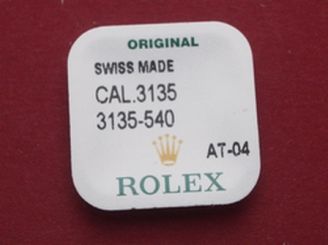 ORIGINAL
SWISS MADE
CAL.3135
3135-540
AT-04
ROLEX